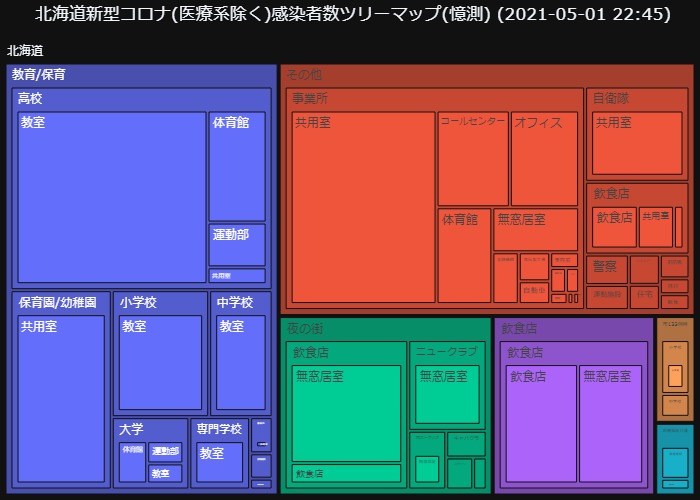 北海道新型コロナ(医療系除く)感染者数ツリーマップ(憶測) (2021-05-01 22:45)
北海道
教育/保育
高校
教室
体育館
運動部
共用室
保育園/幼稚園
共用室
小学校
教室
中学校
教室
大学
体育館
運動部
教室
専門学校
教室
その他
事業所
共用室
コールセンター
オフィス
体育館
無窓居室
自動車
自衛隊
共用室
飲食店
飲食店
共用室
警察
運動施設
住宅
夜の街
飲食店
無窓居室
飲食店
ニュークラブ
無窓居室
飲食店
飲食店
飲食店
無窓居室